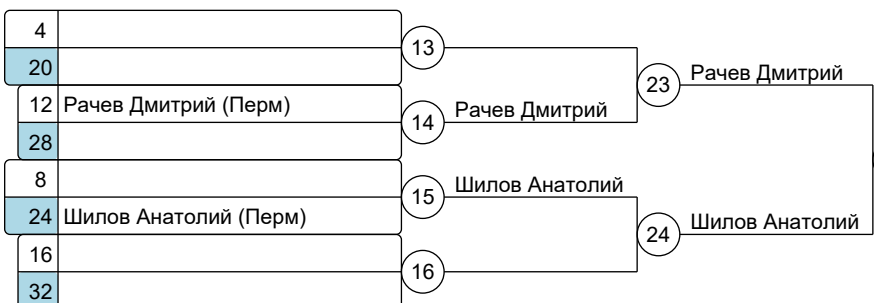 4
13
20
23 Рачев Дмитрий
12 Рачев Дмитрий (Перм)
14 Рачев Дмитрий
28
8
15 Шилов Анатолий
24 Шилов Анатолий (Перм)
24 Шилов Анатолий
16
16
32